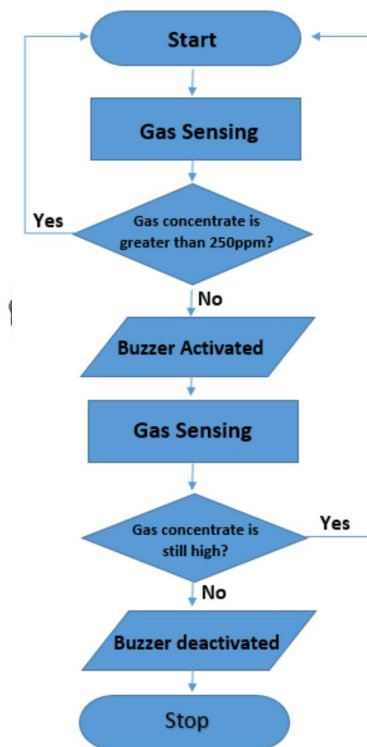 Start
Gas Sensing
Gas concentrate is
greater than 250ppm?
Yes
No
Buzzer Activated
Gas Sensing
Gas concentrate is
still high?
Yes
No
Buzzer deactivated
Stop